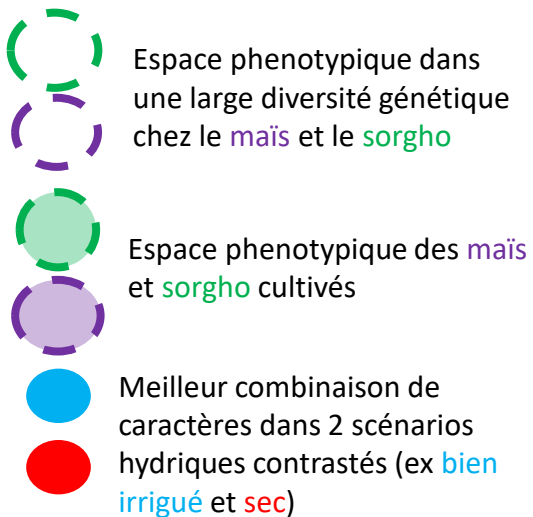 Espace phenotypique dans
une large diversité génétique
chez le maïs et le sorgho
Espace phenotypique des maïs
et sorgho cultivés
Meilleur combinaison de
caractères dans 2 scénarios
hydriques contrastés (ex bien
irrigué et sec)